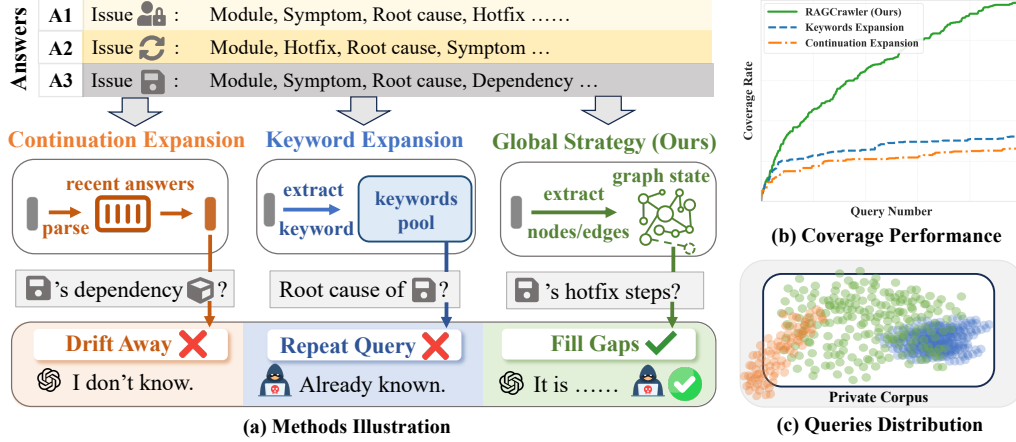 Answers
A1 Issue : Module, Symptom, Root cause, Hotfix ……
A2 Issue : Module, Hotfix, Root cause, Symptom …
A3 Issue : Module, Symptom, Root cause, Dependency …
Continuation Expansion
recent answers
parse
Keyword Expansion
extract
keyword
keywords
pool
Global Strategy (Ours)
graph state
extract
nodes/edges
's dependency ?
Root cause of ?
's hotfix steps?
Drift Away
I don't know.
Repeat Query
Already known.
Fill Gaps
It is ……
(a) Methods Illustration
RAGCrawler (Ours)
Keywords Expansion
Continuation Expansion
Coverage Rate
Query Number
(b) Coverage Performance
Private Corpus
(c) Queries Distribution